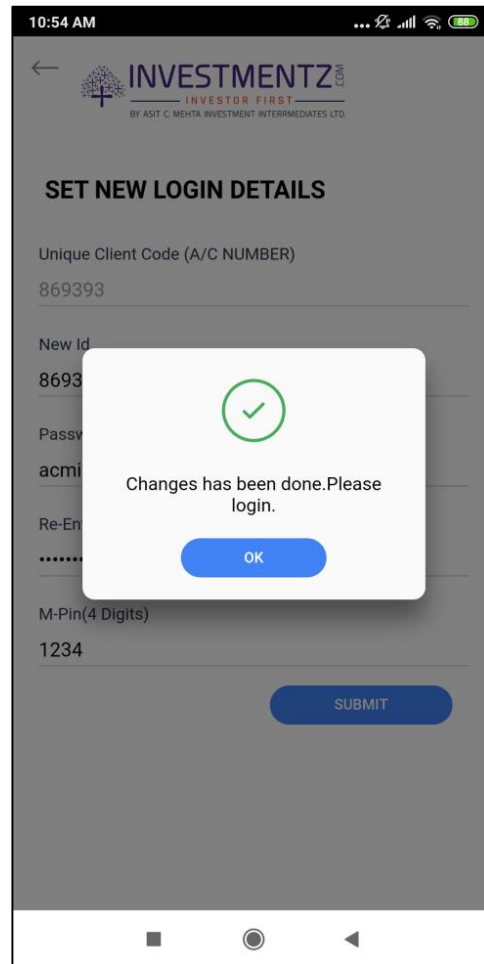 10:54 AM
88
INVESTMENTZ.COM
INVESTOR FIRST
BY ASIT C. MEHTA INVESTMENT INTERRMEDIATES LTD.
SET NEW LOGIN DETAILS
Unique Client Code (A/C NUMBER)
869393
New Id
8693
Passw
acmi
Changes has been done.Please
login.
Re-En
OK
M-Pin(4 Digits)
1234
SUBMIT